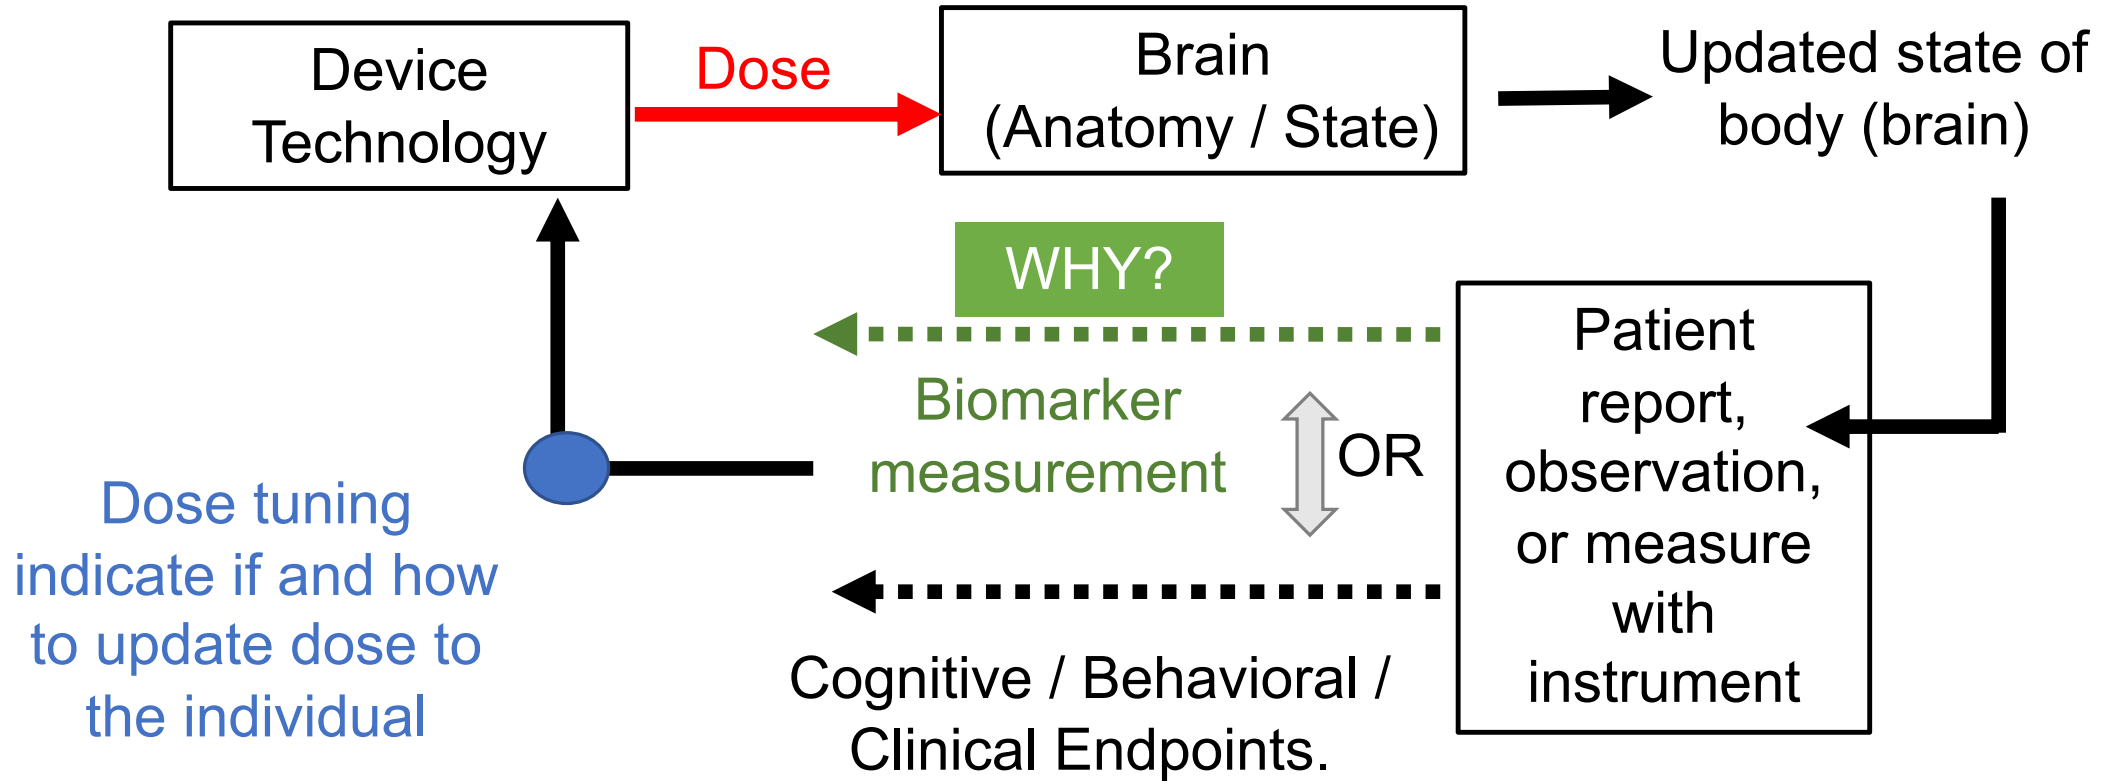 Device
Technology
Dose
Brain
(Anatomy / State)
Updated state of
body (brain)
WHY?
Biomarker
measurement
OR
Patient
report,
observation,
or measure
with
instrument
Dose tuning
indicate if and how
to update dose to
the individual
Cognitive / Behavioral /
Clinical Endpoints.